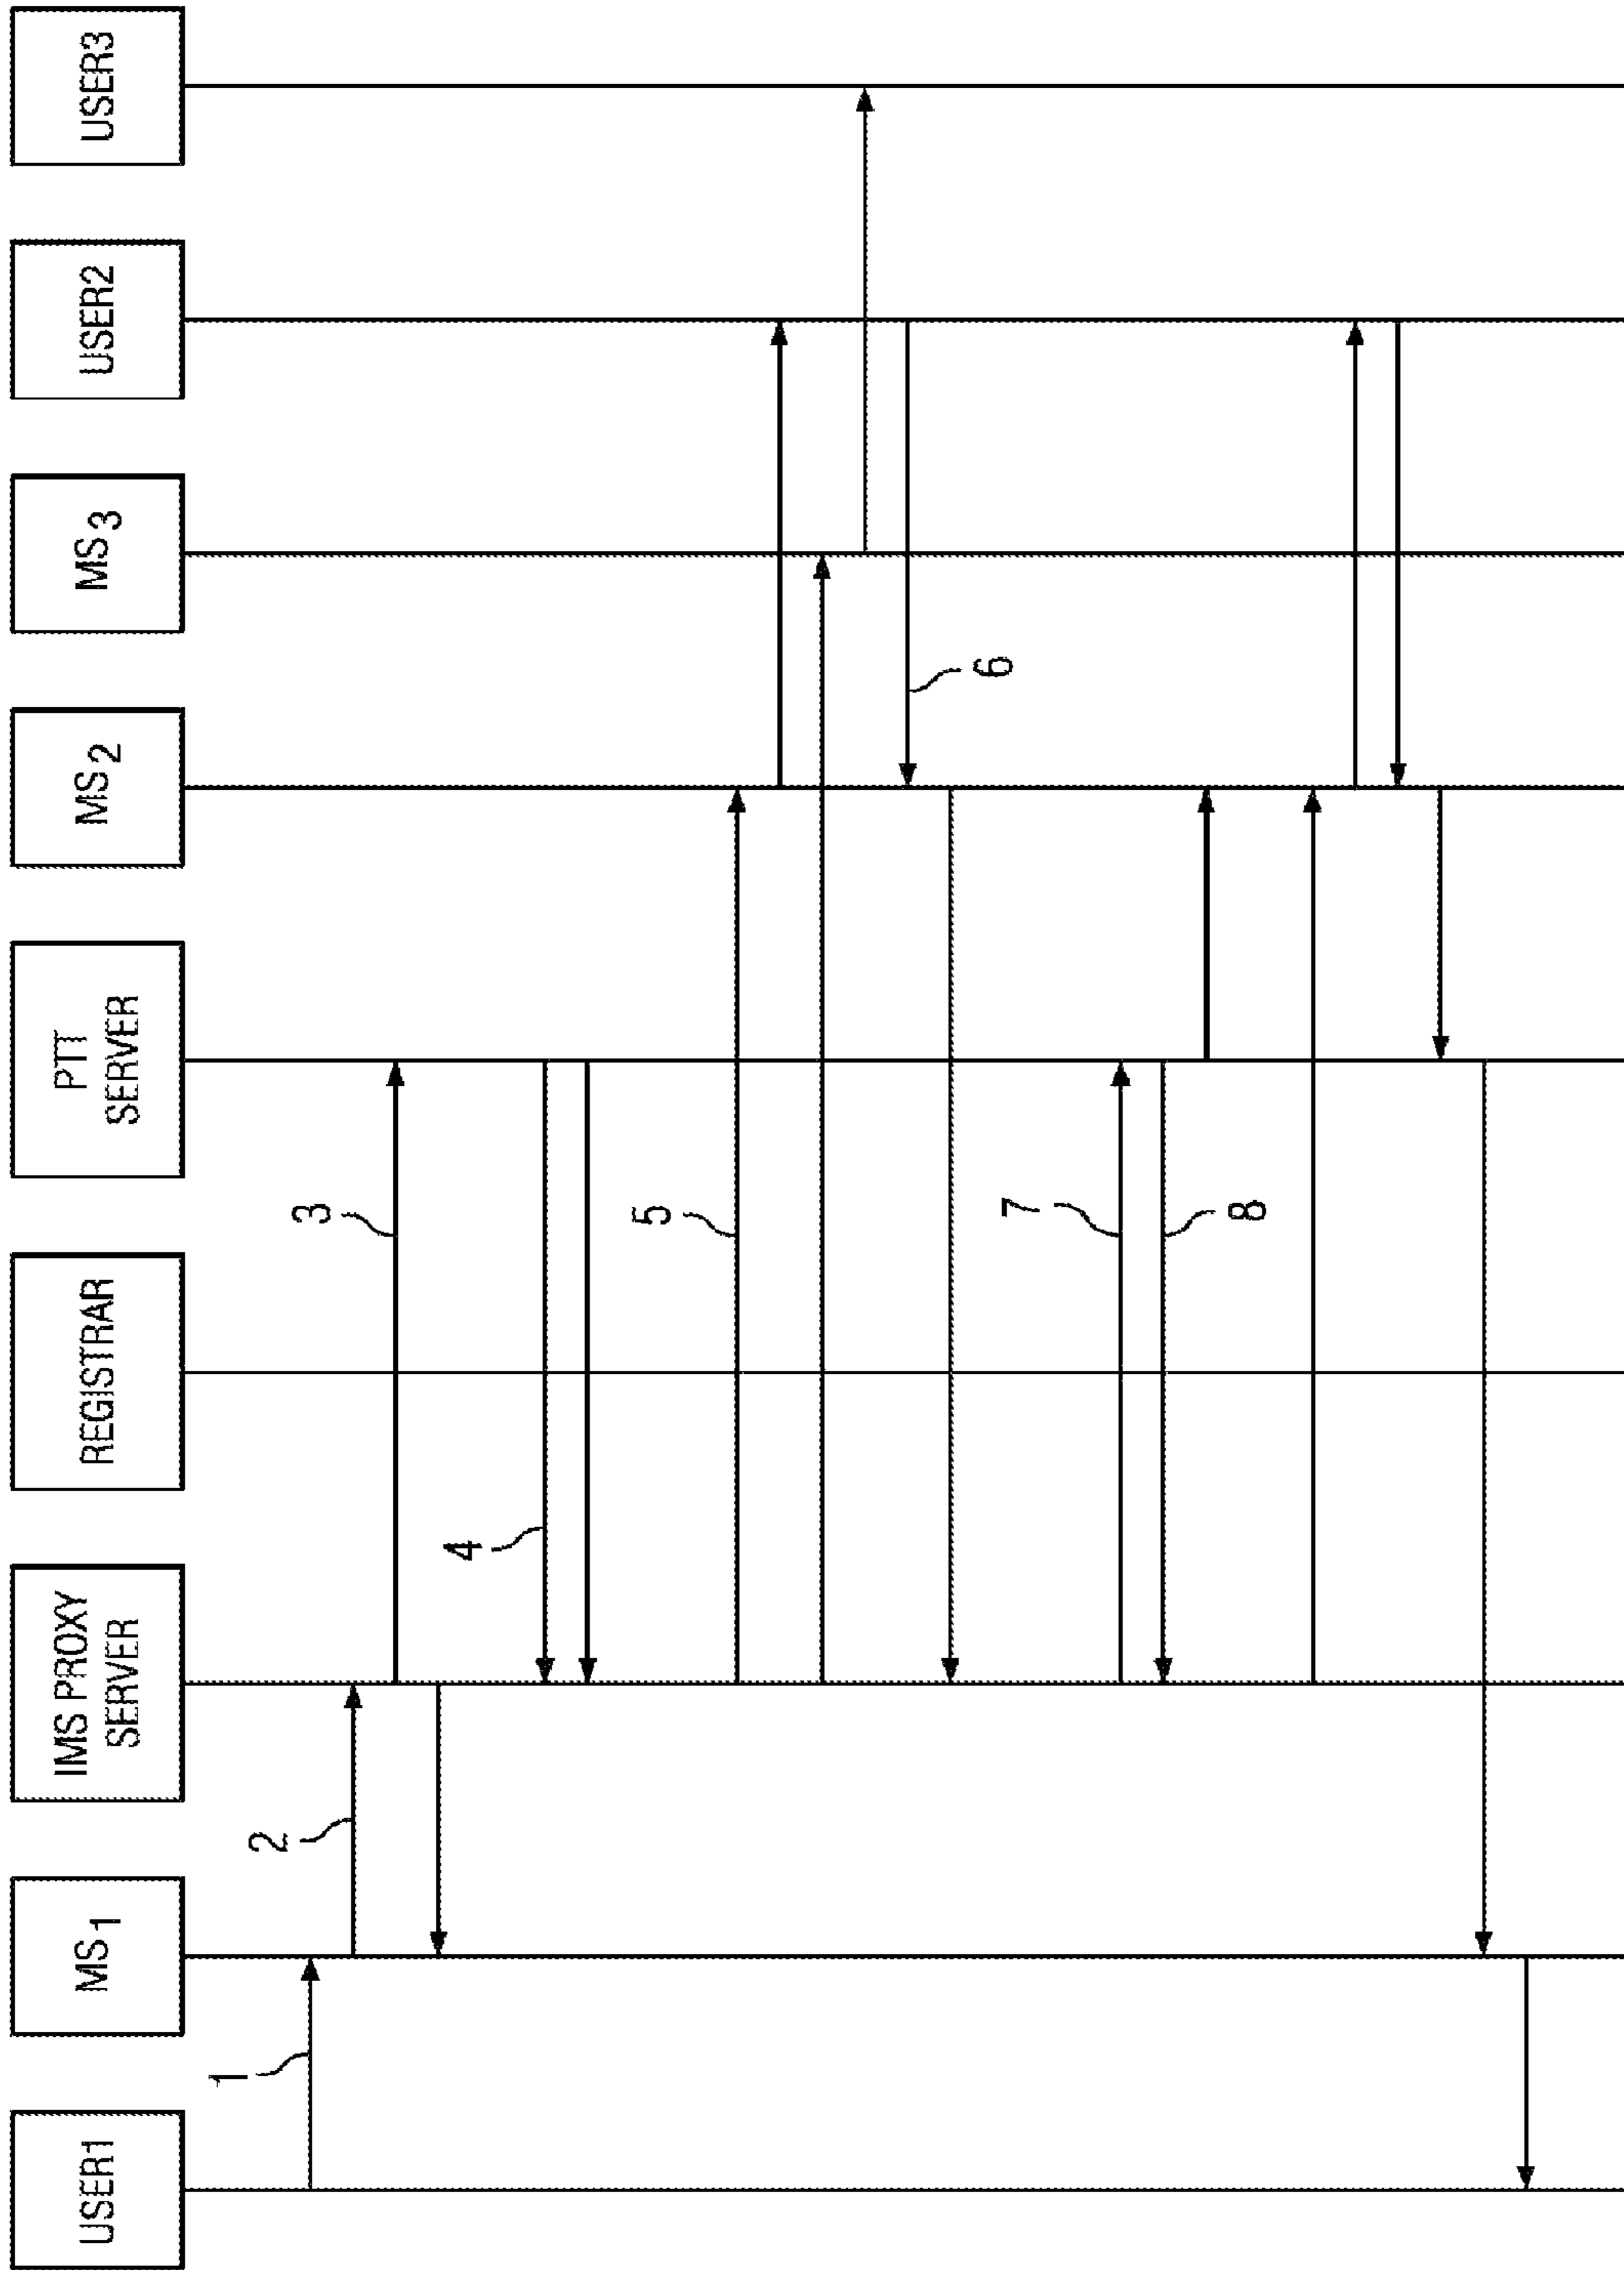 USER1
MS1
IMS PROXY
SERVER
REGISTRAR
PTT
SERVER
MS2
MS3
USER2
USER3
1
2
3
4
5
6
7
8